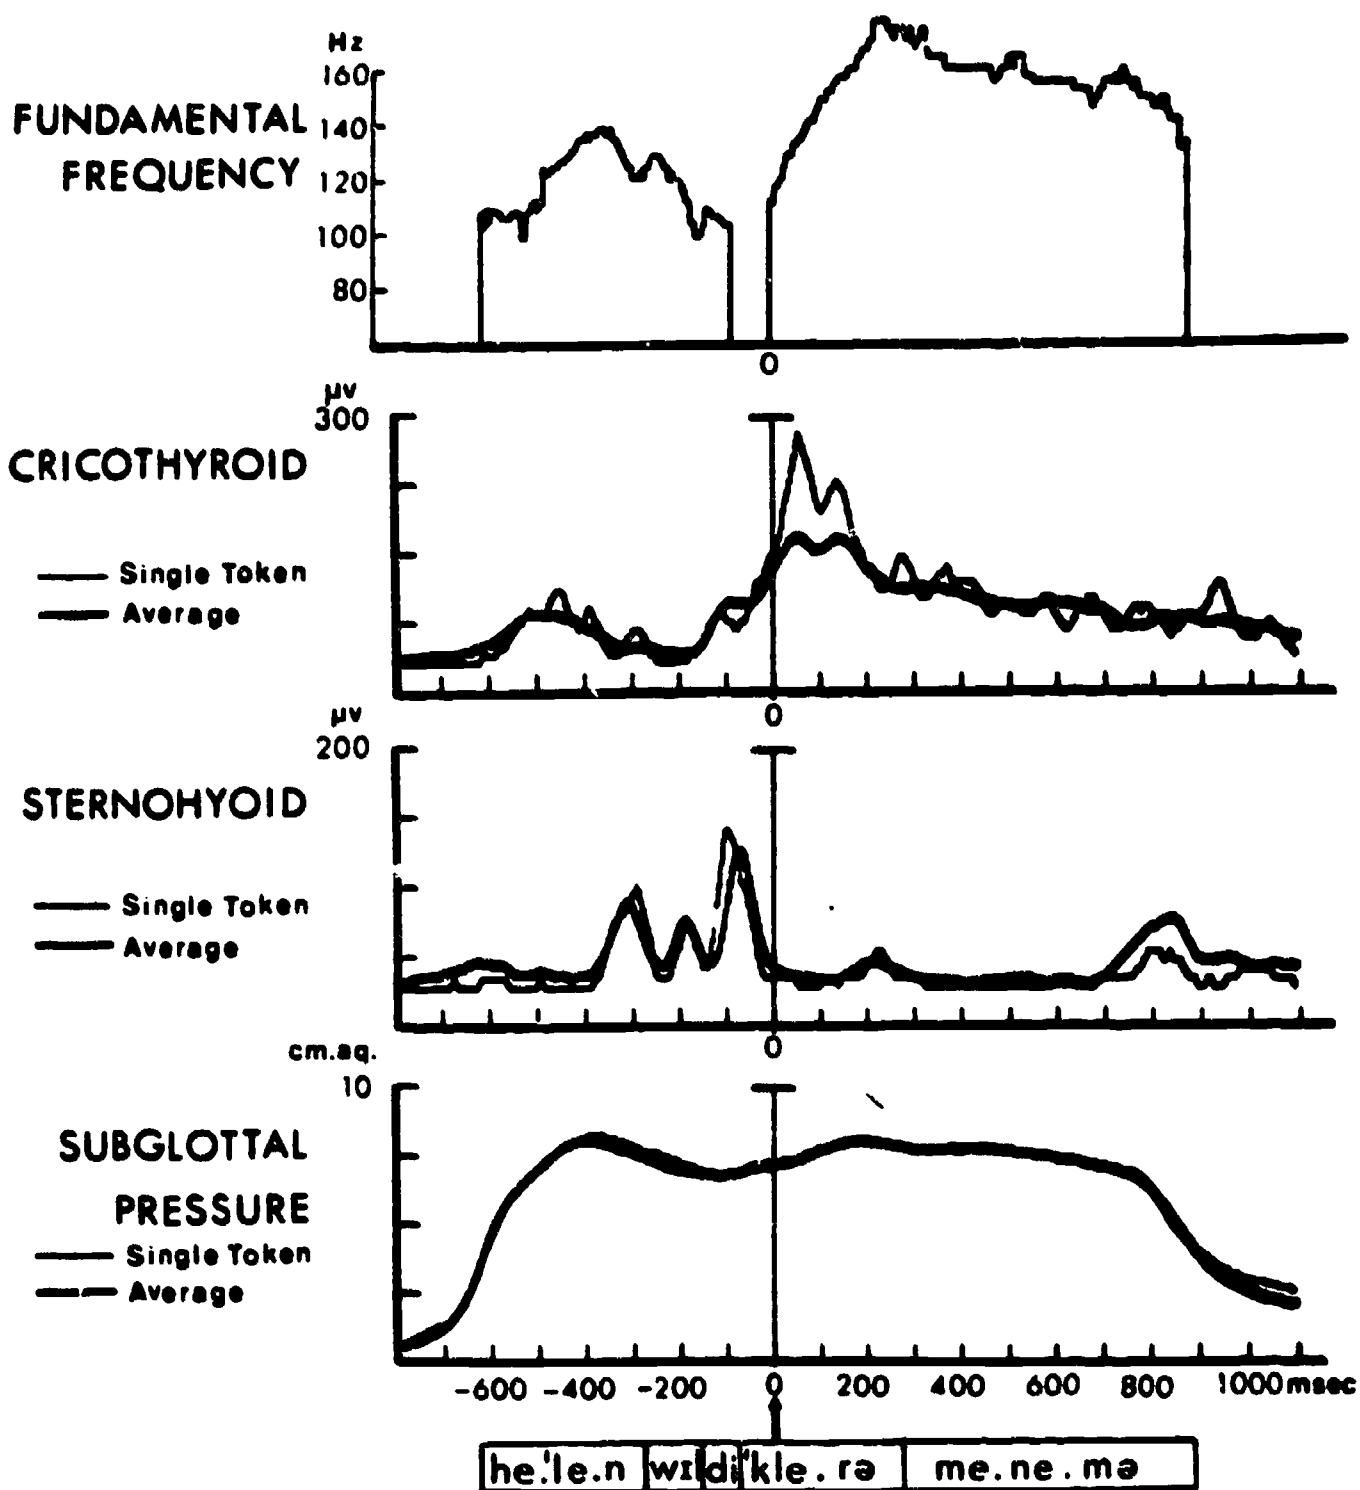 Hz
160
FUNDAMENTAL
FREQUENCY
140
120
100
80
0
μv
300
CRICOTHYROID
Single Token
Average
0
μv
200
STERNOHYOID
Single Token
Average
0
cm.aq.
10
SUBGLOTTAL
PRESSURE
Single Token
Average
-600 -400 -200 0 200 400 600 800 1000 msec
he.'le.n wɪl di 'kle.rə me.ne.mə